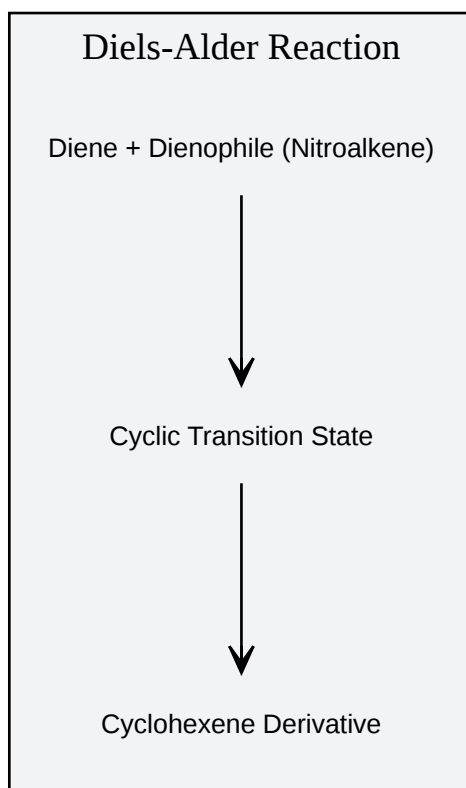 Diels-Alder Reaction
Diene + Dienophile (Nitroalkene)
Cyclic Transition State
Cyclohexene Derivative